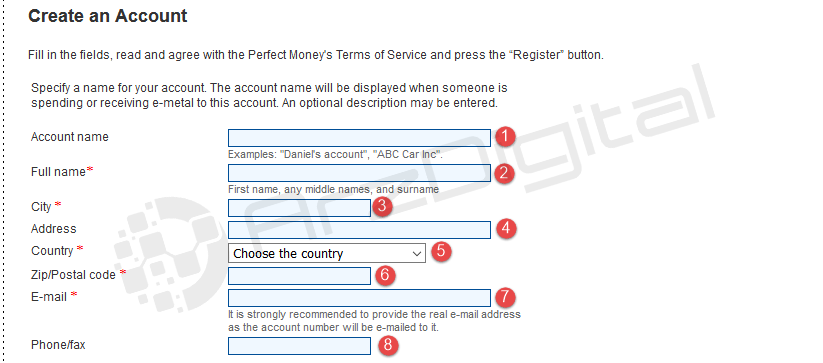 Create an Account
Fill in the fields, read and agree with the Perfect Money's Terms of Service and press the “Register” button.
Specify a name for your account. The account name will be displayed when someone is
spending or receiving e-metal to this account. An optional description may be entered.
Account name 1
Examples: "Daniel's account", "ABC Car Inc".
Full name* 2
First name, any middle names, and surname
City * 3
Address 4
Country * Choose the country 5
Zip/Postal code * 6
E-mail * 7
It is strongly recommended to provide the real e-mail address
as the account number will be e-mailed to it.
Phone/fax 8
ArzDigital